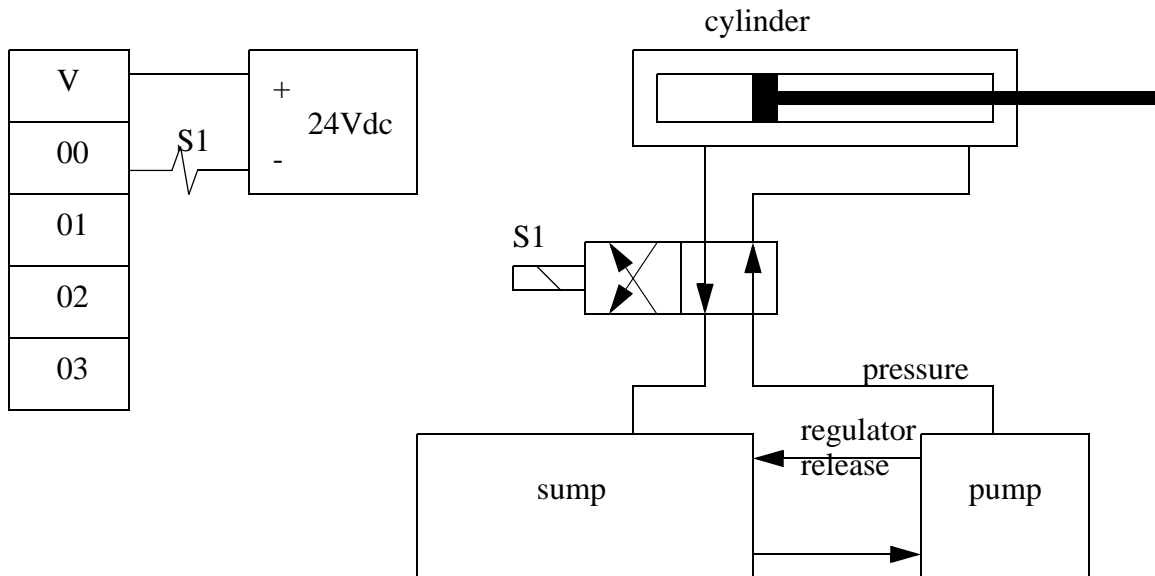 cylinder
V
+
24Vdc
S1
00
-
01
S1
02
03
pressure
regulator
release
sump
pump